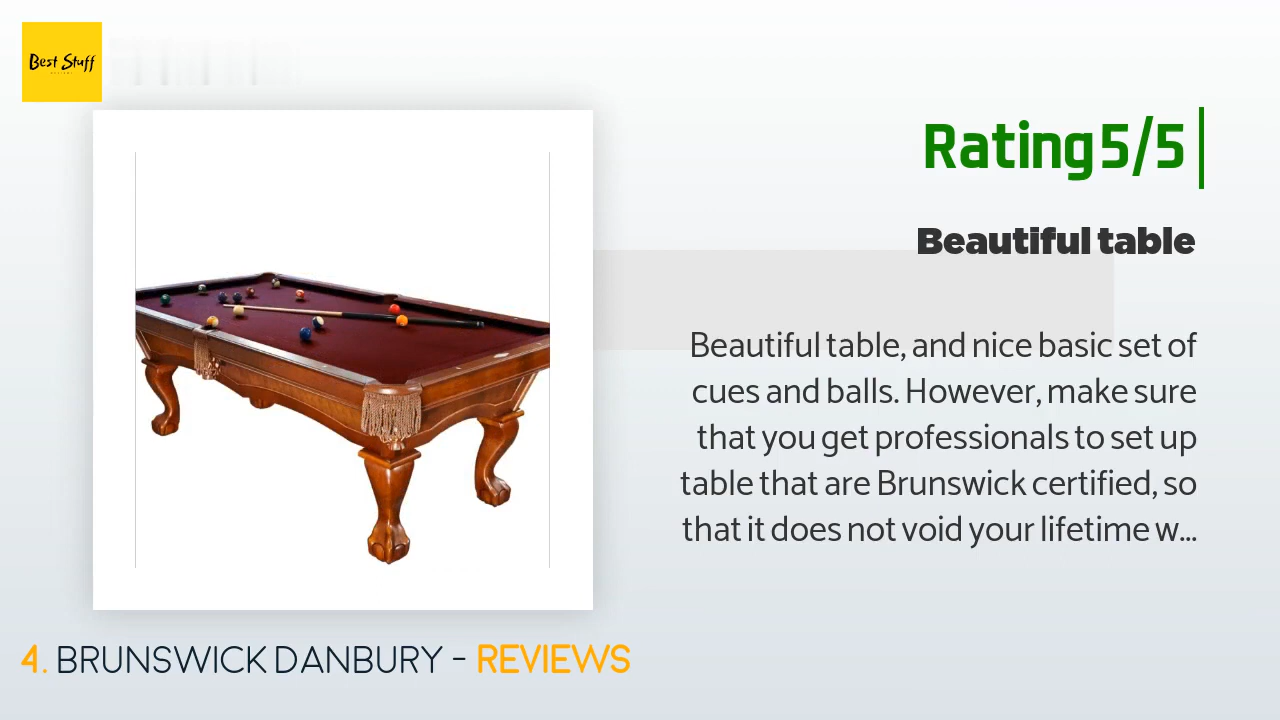 Best Stuff
Rating 5/5
Beautiful table
Beautiful table, and nice basic set of
cues and balls. However, make sure
that you get professionals to set up
table that are Brunswick certified, so
that it does not void your lifetime w...
4. BRUNSWICK DANBURY - REVIEWS